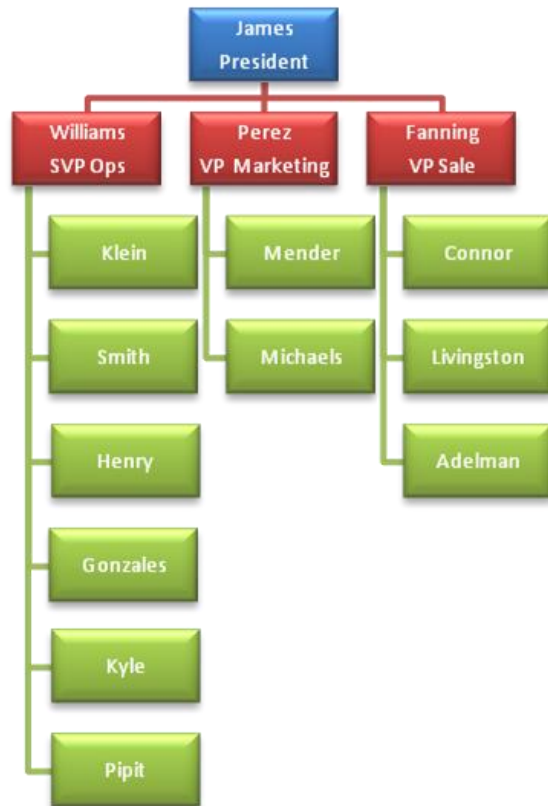 James
President
Williams
SVP Ops
Perez
VP Marketing
Fanning
VP Sale
Klein
Smith
Henry
Gonzales
Kyle
Pipit
Mender
Michaels
Connor
Livingston
Adelman